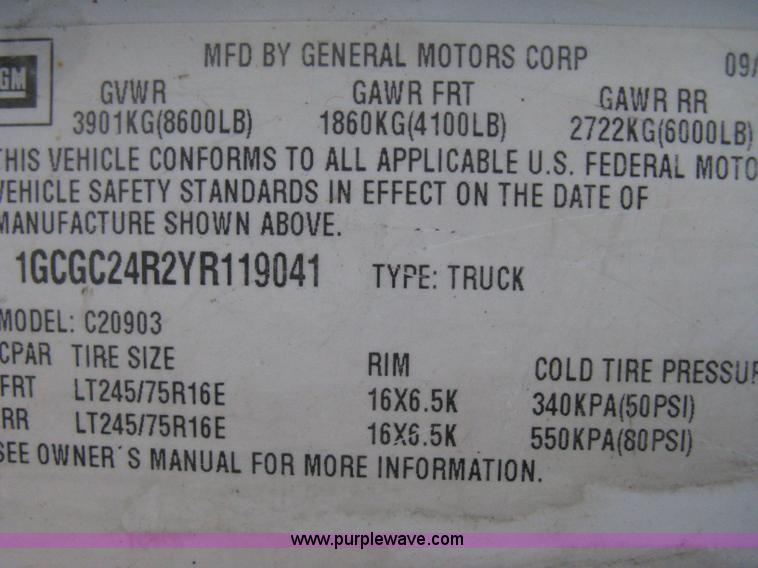 GM
MFD BY GENERAL MOTORS CORP 09/
GVWR GAWR FRT GAWR RR
3901KG(8600LB) 1860KG(4100LB) 2722KG(6000LB)
THIS VEHICLE CONFORMS TO ALL APPLICABLE U.S. FEDERAL MOTO
VEHICLE SAFETY STANDARDS IN EFFECT ON THE DATE OF
MANUFACTURE SHOWN ABOVE.
1GCGC24R2YR119041 TYPE: TRUCK
MODEL: C20903
CPAR TIRE SIZE RIM COLD TIRE PRESSUR
FRT LT245/75R16E 16X6.5K 340KPA(50PSI)
RR LT245/75R16E 16X6.5K 550KPA(80PSI)
SEE OWNER'S MANUAL FOR MORE INFORMATION.
www.purplewave.com